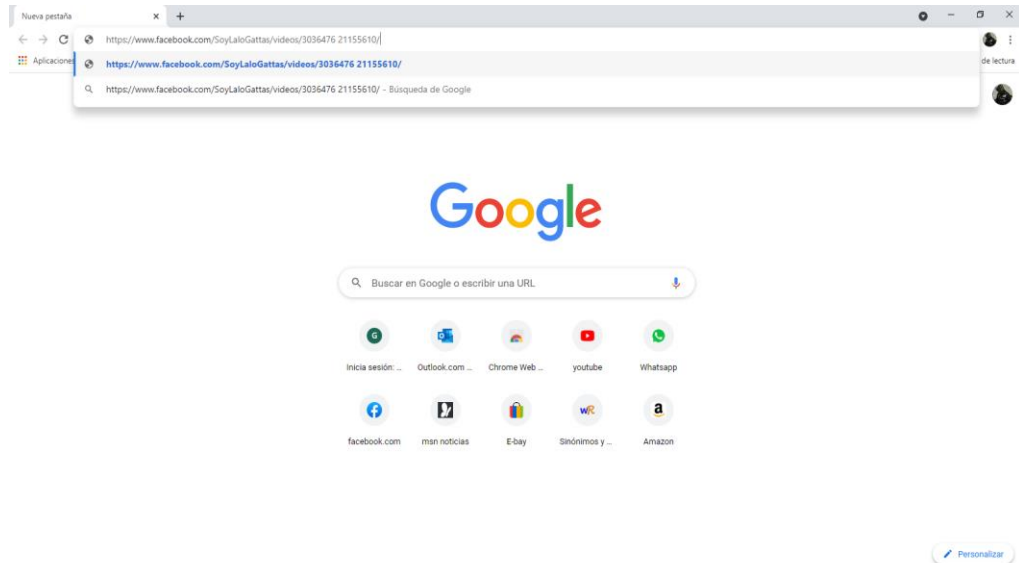 Nueva pestaña
https://www.facebook.com/SoyLaloGattas/videos/3036476 21155610/
Aplicaciones
https://www.facebook.com/SoyLaloGattas/videos/3036476 21155610/
de lectura
https://www.facebook.com/SoyLaloGattas/videos/3036476 21155610/ - Búsqueda de Google
Google
Buscar en Google o escribir una URL
G
Inicia sesión: ... Outlook.com ... Chrome Web ... youtube Whatsapp
wR a
facebook.com msn noticias E-bay Sinónimos y ... Amazon
Personalizar